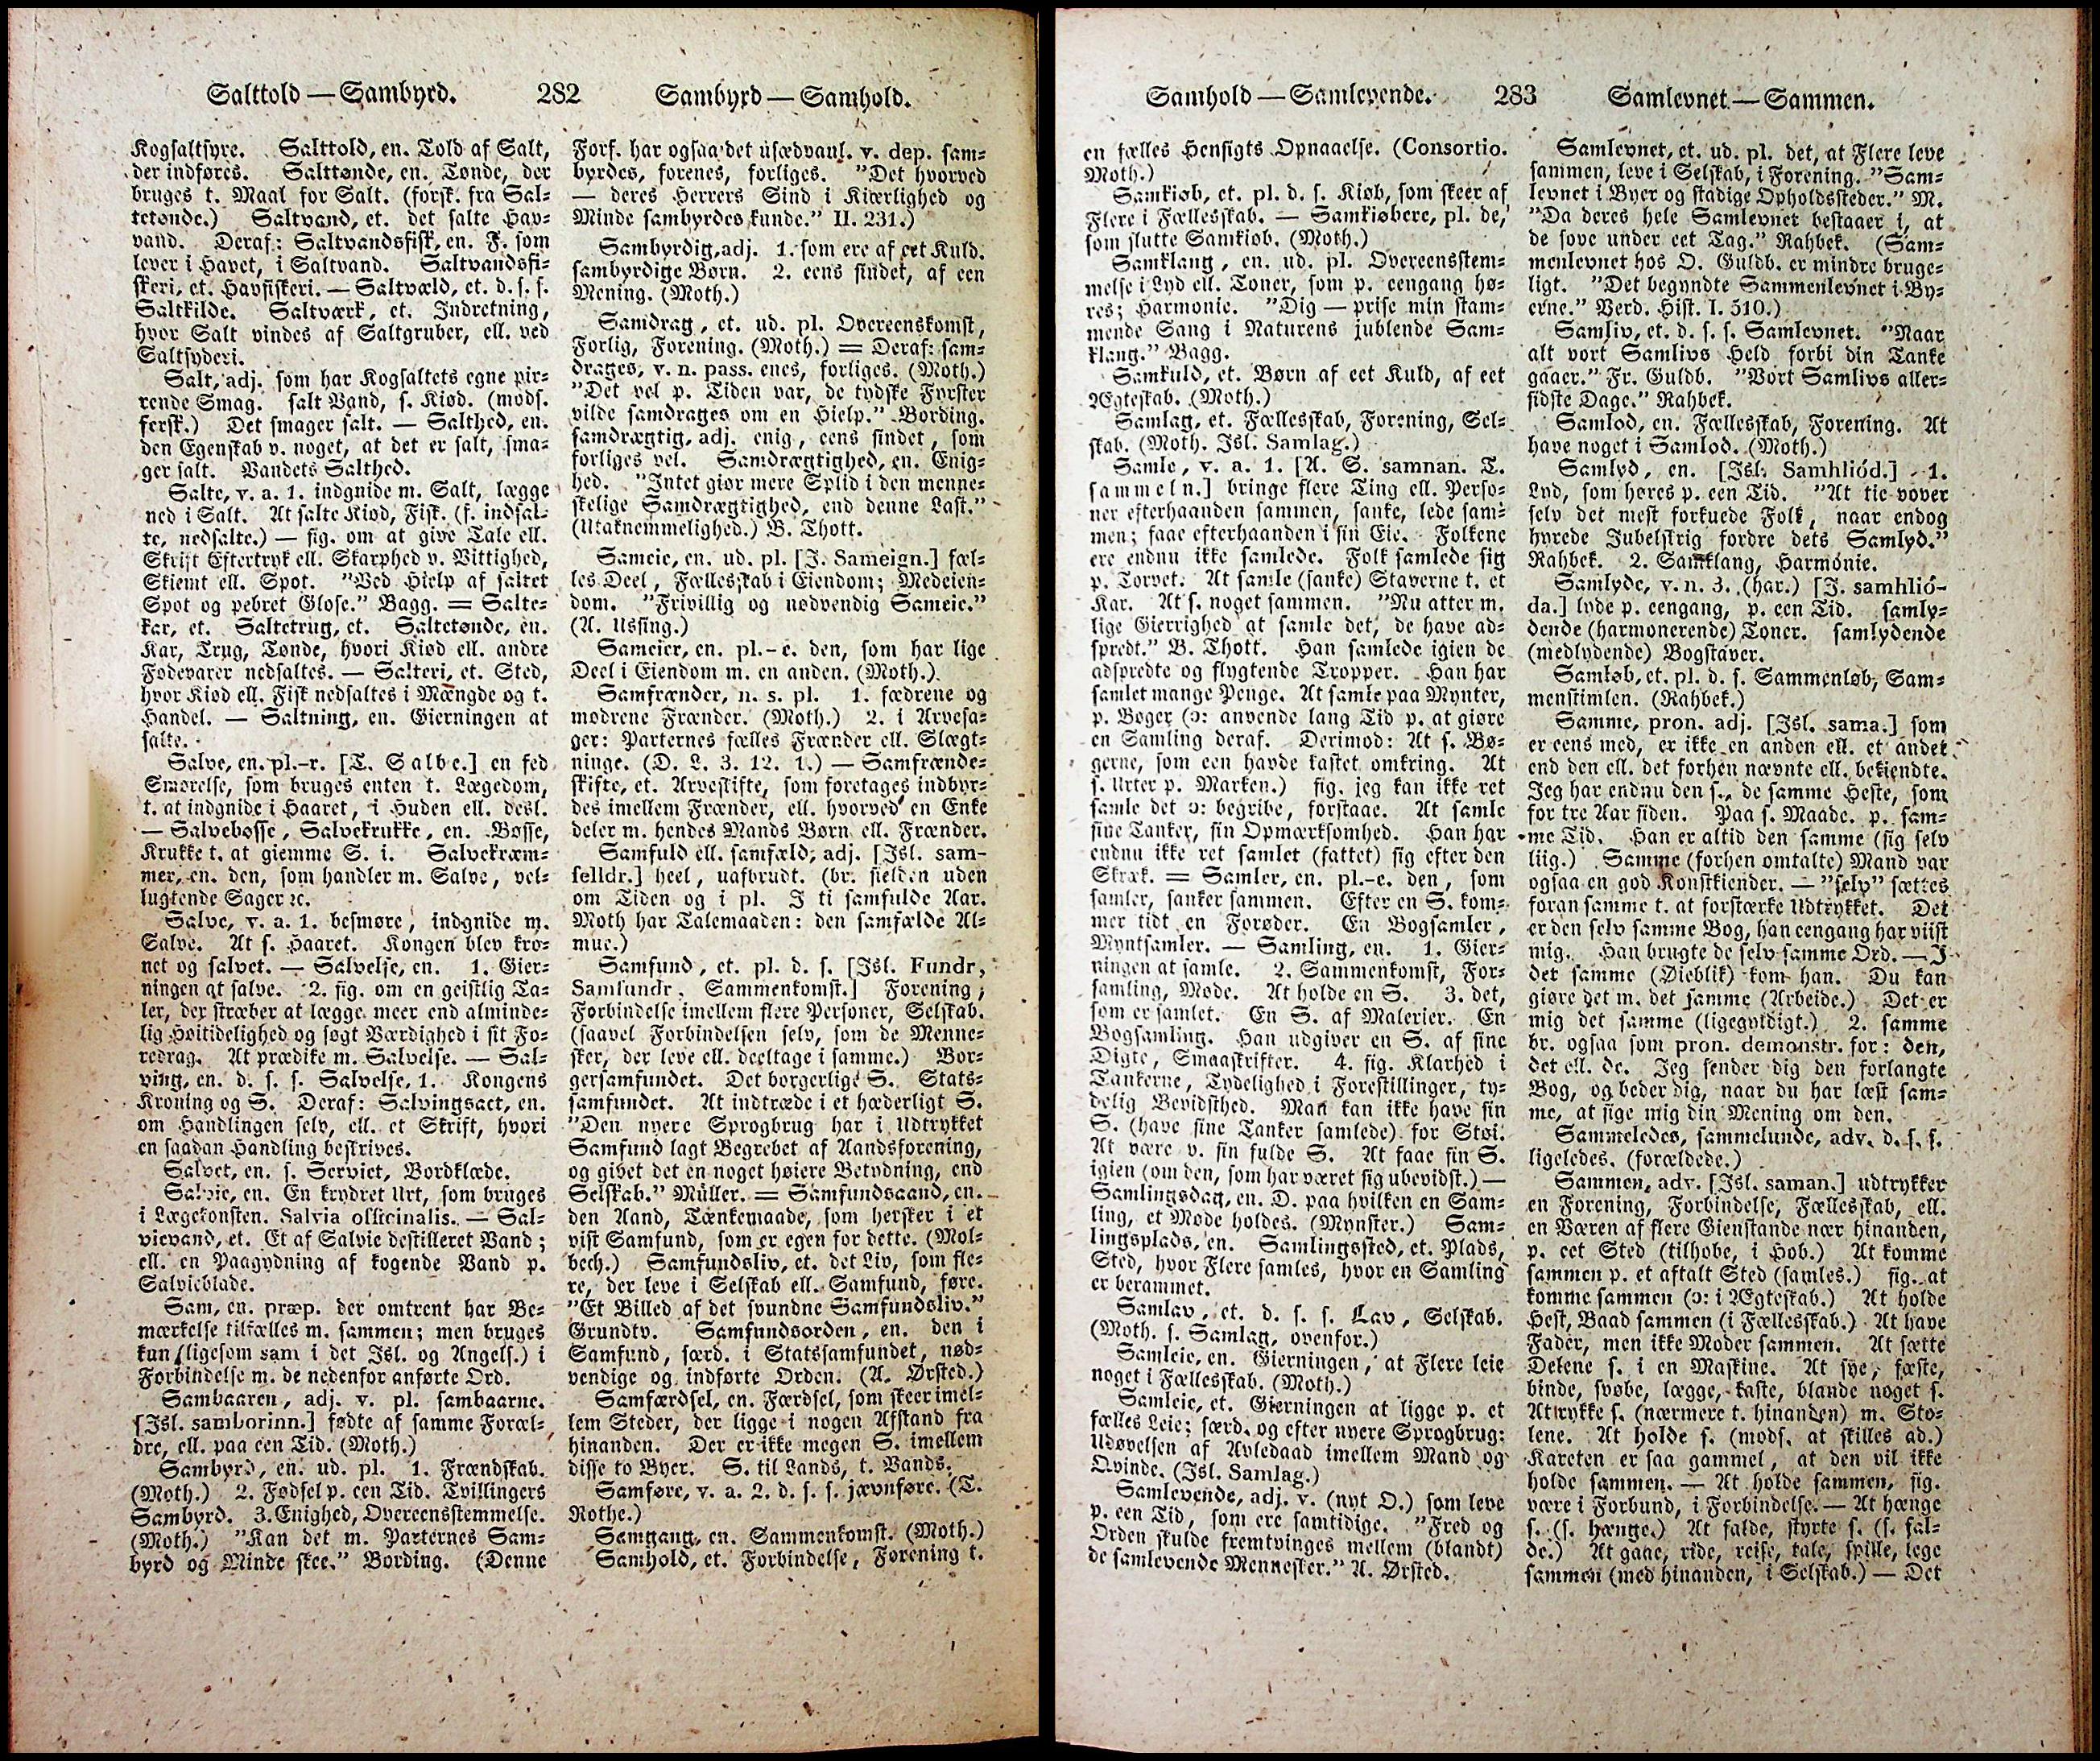 Salttold — Sambyrd. 282 Sambyrd — Samhold.
Kogsaltsyre. Salttold, en. Told af Salt,
der indføres. Salttønde, en. Tønde, der
bruges t. Maal for Salt. (forsk. fra Sal-
tetønde.) Saltvand, et. det salte Hav-
vand. Deraf: Saltvandsfisk, en. F. som
lever i Havet, i Saltvand. Saltvandsfi-
skeri, et. Havfiskeri. — Saltvæld, et. d. s. s.
Saltkilde. Saltværk, et. Indretning,
hvor Salt vindes af Saltgruber, ell. ved
Saltsyderi.
Salt, adj. som har Kogsaltets egne pir-
rende Smag. salt Vand, s. Kiød. (mods.
fersk.) Det smager salt. — Salthed, en.
den Egenskab v. noget, at det er salt, sma-
ger salt. Vandets Salthed.
Salte, v. a. 1. indgnide m. Salt, lægge
ned i Salt. At salte Kiød, Fisk. (s. indsal-
te, nedsalte.) — fig. om at give Tale ell.
Skrift Eftertryk ell. Skarphed v. Vittighed,
Skiemt ell. Spot. "Ved Hielp af saltet
Spot og pebret Glose." Bagg. = Salte-
kar, et. Saltetrug, et. Saltetønde, en.
Kar, Trug, Tønde, hvori Kiød ell. andre
Fødevarer nedsaltes. — Salteri, et. Sted,
hvor Kiød ell. Fisk nedsaltes i Mængde og t.
Handel. — Saltning, en. Gierningen at
salte.
Salve, en. pl.-r. [T. Salbe.] en fed
Smørelse, som bruges enten t. Lægedom,
t. at indgnide i Haaret, i Huden ell. desl.
— Salvebøsse, Salvekrukke, en. Bøsse,
Krukke t. at giemme S. i. Salvekræm-
mer, en. den, som handler m. Salve, vel-
lugtende Sager ꝛc.
Salve, v. a. 1. besmøre, indgnide m.
Salve. At s. Haaret. Kongen blev kro-
net og salvet. — Salvelse, en. 1. Gier-
ningen at salve. 2. fig. om en geistlig Ta-
ler, der stræber at lægge meer end alminde-
lig Høitidelighed og søgt Værdighed i sit Fo-
redrag. At prædike m. Salvelse. — Sal-
ving, en. d. s. s. Salvelse, 1. Kongens
Kroning og S. Deraf: Salvingsact, en.
om Handlingen selv, ell. et Skrift, hvori
en saadan Handling beskrives.
Salvet, en. s. Serviet, Bordklæde.
Salvie, en. En krydret Urt, som bruges
i Lægekonsten. Salvia officinalis. — Sal-
vievand, et. Et af Salvie destilleret Vand;
ell. en Paagydning af kogende Vand p.
Salvieblade.
Sam, en. præp. der omtrent har Be-
mærkelse tilfælles m. sammen; men bruges
kun (ligesom sam i det Isl. og Angels.) i
Forbindelse m. de nedenfor anførte Ord.
Sambaaren, adj. v. pl. sambaarne.
[Isl. samborinn.] fødte af samme Foræl-
dre, ell. paa een Tid. (Moth.)
Sambyrd, en. ud. pl. 1. Frændskab.
(Moth.) 2. Fødsel p. een Tid. Tvillingers
Sambyrd. 3. Enighed, Overeensstemmelse.
(Moth.) "Kan det m. Parternes Sam-
byrd og Minde skee." Bording. (Denne
Forf. har ogsaa det usædvanl. v. dep. sam-
byrdes, forenes, forliges. "Det hvorved
— deres Herrers Sind i Kiærlighed og
Minde sambyrdes kunde." II. 231.)
Sambyrdig, adj. 1. som ere af eet Kuld.
sambyrdige Børn. 2. eens sindet, af een
Mening. (Moth.)
Samdrag, et. ud. pl. Overeenskomst,
Forlig, Forening. (Moth.) = Deraf: sam-
drages, v. n. pass. enes, forliges. (Moth.)
"Det vel p. Tiden var, de tydske Fyrster
vilde samdrages om en Hielp." Bording.
samdrægtig, adj. enig, eens sindet, som
forliges vel. Samdrægtighed, en. Enig-
hed. "Intet giør mere Splid i den menne-
skelige Samdrægtighed, end denne Last."
(Utaknemmelighed.) B. Thott.
Sameie, en. ud. pl. [J. Sameign.] fæl-
les Deel, Fællesskab i Eiendom; Medeien-
dom. "Frivillig og nødvendig Sameie."
(A. Ussing.)
Sameier, en. pl.-e. den, som har lige
Deel i Eiendom m. en anden. (Moth.)
Samfrænder, n. s. pl. 1. fædrene og
mødrene Frænder. (Moth.) 2. i Arvesa-
ger: Parternes fælles Frænder ell. Slægt-
ninge. (D. L. 3. 12. 1.) — Samfrænde-
skifte, et. Arveskifte, som foretages indbyr-
des imellem Frænder, ell. hvorved en Enke
deler m. hendes Mands Børn ell. Frænder.
Samfuld ell. samfæld, adj. [Isl. sam-
felldr.] heel, uafbrudt. (br. sielden uden
om Tiden og i pl. I ti samfulde Aar.
Moth har Talemaaden: den samfælde Al-
mue.)
Samfund, et. pl. d. s. [Isl. Fundr,
Samfundr, Sammenkomst.] Forening;
Forbindelse imellem flere Personer, Selskab.
(saavel Forbindelsen selv, som de Menne-
sker, der leve ell. deeltage i samme.) Bor-
gersamfundet. Det borgerlige S. Stats-
samfundet. At indtræde i et hæderligt S.
"Den nyere Sprogbrug har i Udtrykket
Samfund lagt Begrebet af Aandsforening,
og givet det en noget høiere Betydning, end
Selskab." Müller. = Samfundsaand, en.
den Aand, Tænkemaade, som hersker i et
vist Samfund, som er egen for dette. (Mol-
bech.) Samfundsliv, et. det Liv, som fle-
re, der leve i Selskab ell. Samfund, føre.
"Et Billed af det svundne Samfundsliv."
Grundtv. Samfundsorden, en. den i
Samfund, særd. i Statssamfundet, nød-
vendige og indførte Orden. (A. Ørsted.)
Samfærdsel, en. Færdsel, som skeer imel-
lem Steder, der ligge i nogen Afstand fra
hinanden. Der er ikke megen S. imellem
disse to Byer. S. til Lands, t. Vands.
Samføre, v. a. 2. d. s. s. jævnføre. (T.
Rothe.)
Samgang, en. Sammenkomst. (Moth.)
Samhold, et. Forbindelse, Forening t.
Samhold — Samlevende. 283 Samlevnet — Sammen.
en fælles Hensigts Opnaaelse. (Consortio.
Moth.)
Samkiøb, et. pl. d. s. Kiøb, som skeer af
Flere i Fællesskab. — Samkiøbere, pl. de,
som slutte Samkiøb. (Moth.)
Samklang, en. ud. pl. Overeensstem-
melse i Lyd ell. Toner, som p. eengang hø-
res; Harmonie. "Dig — prise min stam-
mende Sang i Naturens jublende Sam-
klang." Bagg.
Samkuld, et. Børn af eet Kuld, af eet
Ægteskab. (Moth.)
Samlag, et. Fællesskab, Forening, Sel-
skab. (Moth. Isl. Samlag.)
Samle, v. a. 1. [A. S. samnan. T.
sammeln.] bringe flere Ting ell. Perso-
ner efterhaanden sammen, sanke, lede sam-
men; faae efterhaanden i sin Eie. Folkene
ere endnu ikke samlede. Folk samlede sig
p. Torvet. At samle (sanke) Staverne t. et
Kar. At s. noget sammen. "Nu atter m.
lige Gierrighed at samle det, de have ad-
spredt." B. Thott. Han samlede igien de
adspredte og flygtende Tropper. Han har
samlet mange Penge. At samle paa Mynter,
p. Bøger (ɔ: anvende lang Tid p. at giøre
en Samling deraf. Derimod: At s. Bø-
gerne, som een havde kastet omkring. At
s. Urter p. Marken.) fig. jeg kan ikke ret
samle det ɔ: begribe, forstaae. At samle
sine Tanker, sin Opmærksomhed. Han har
endnu ikke ret samlet (fattet) sig efter den
Skræk. = Samler, en. pl.-e. den, som
samler, sanker sammen. Efter en S. kom-
mer tidt en Forøder. En Bogsamler,
Myntsamler. — Samling, en. 1. Gier-
ningen at samle. 2. Sammenkomst, For-
samling, Møde. At holde en S. 3. det,
som er samlet. En S. af Malerier. En
Bogsamling. Han udgiver en S. af sine
Digte, Smaaskrifter. 4. fig. Klarhed i
Tankerne, Tydelighed i Forestillinger, ty-
delig Bevidsthed. Man kan ikke have sin
S. (have sine Tanker samlede) for Støi.
At være v. sin fulde S. At faae sin S.
igien (om den, som har været sig ubevidst.) —
Samlingsdag, en. D. paa hvilken en Sam-
ling, et Møde holdes. (Mynster.) Sam-
lingsplads, en. Samlingssted, et. Plads,
Sted, hvor Flere samles, hvor en Samling
er berammet.
Samlav, et. d. s. s. Lav, Selskab.
(Moth. s. Samlag, ovenfor.)
Samleie, en. Gierningen, at Flere leie
noget i Fællesskab. (Moth.)
Samleie, et. Gierningen at ligge p. et
fælles Leie; særd. og efter nyere Sprogbrug:
Udøvelsen af Avledaad imellem Mand og
Qvinde. (Isl. Samlag.)
Samlevende, adj. v. (nyt O.) som leve
p. een Tid, som ere samtidige. "Fred og
Orden skulde fremtvinges mellem (blandt)
de samlevende Mennesker." A. Ørsted.
Samlevnet, et. ud. pl. det, at Flere leve
sammen, leve i Selskab, i Forening. "Sam-
levnet i Byer og stadige Opholdssteder." M.
"Da deres hele Samlevnet bestaaer i, at
de sove under eet Tag." Rahbek. (Sam-
menlevnet hos O. Guldb. er mindre bruge-
ligt. "Det begyndte Sammenlevnet i By-
erne." Verd. Hist. I. 510.)
Samliv, et. d. s. s. Samlevnet. "Naar
alt vort Samlivs Held forbi din Tanke
gaaer." Fr. Guldb. "Vort Samlivs aller-
sidste Dage." Rahbek.
Samlod, en. Fællesskab, Forening. At
have noget i Samlod. (Moth.)
Samlyd, en. [Isl. Samhliód.] 1.
Lyd, som høres p. een Tid. "At tie vover
selv det mest forkuede Folk, naar endog
hyrede Jubelskrig fordre dets Samlyd."
Rahbek. 2. Samklang, Harmonie.
Samlyde, v. n. 3. (har.) [J. samhlió-
da.] lyde p. eengang, p. een Tid. samly-
dende (harmonerende) Toner. samlydende
(medlydende) Bogstaver.
Samløb, et. pl. d. s. Sammenløb, Sam-
menstimlen. (Rahbek.)
Samme, pron. adj. [Isl. sama.] som
er eens med, er ikke en anden ell. et andet
end den ell. det forhen nævnte ell. bekiendte.
Jeg har endnu den s., de samme Heste, som
for tre Aar siden. Paa s. Maade. p. sam-
me Tid. Han er altid den samme (sig selv
liig.) Samme (forhen omtalte) Mand var
ogsaa en god Konstkiender. — "selv" sættes
foran samme t. at forstærke Udtrykket. Det
er den selv samme Bog, han eengang har viist
mig. Han brugte de selv samme Ord. — I
det samme (Øieblik) kom han. Du kan
giøre det m. det samme (Arbeide.) Det er
mig det samme (ligegyldigt.) 2. samme
br. ogsaa som pron. demonstr. for: den,
det ell. de. Jeg sender dig den forlangte
Bog, og beder dig, naar du har læst sam-
me, at sige mig din Mening om den.
Sammeledes, sammelunde, adv. d. s. s.
ligeledes. (forældede.)
Sammen, adv. [Isl. saman.] udtrykker
en Forening, Forbindelse, Fællesskab, ell.
en Væren af flere Gienstande nær hinanden,
p. eet Sted (tilhobe, i Hob.) At komme
sammen p. et aftalt Sted (samles.) fig. at
komme sammen (ɔ: i Ægteskab.) At holde
Hest, Baad sammen (i Fællesskab.) At have
Fader, men ikke Moder sammen. At sætte
Delene s. i en Maskine. At sye, fæste,
binde, svøbe, lægge, kaste, blande noget s.
At rykke s. (nærmere t. hinanden) m. Sto-
lene. At holde s. (mods. at skilles ad.)
Kareten er saa gammel, at den vil ikke
holde sammen. — At holde sammen, fig.
være i Forbund, i Forbindelse. — At hænge
s. (s. hænge.) At falde, styrte s. (s. fal-
de.) At gaae, ride, reise, tale, spille, lege
sammen (med hinanden, i Selskab.) — Det